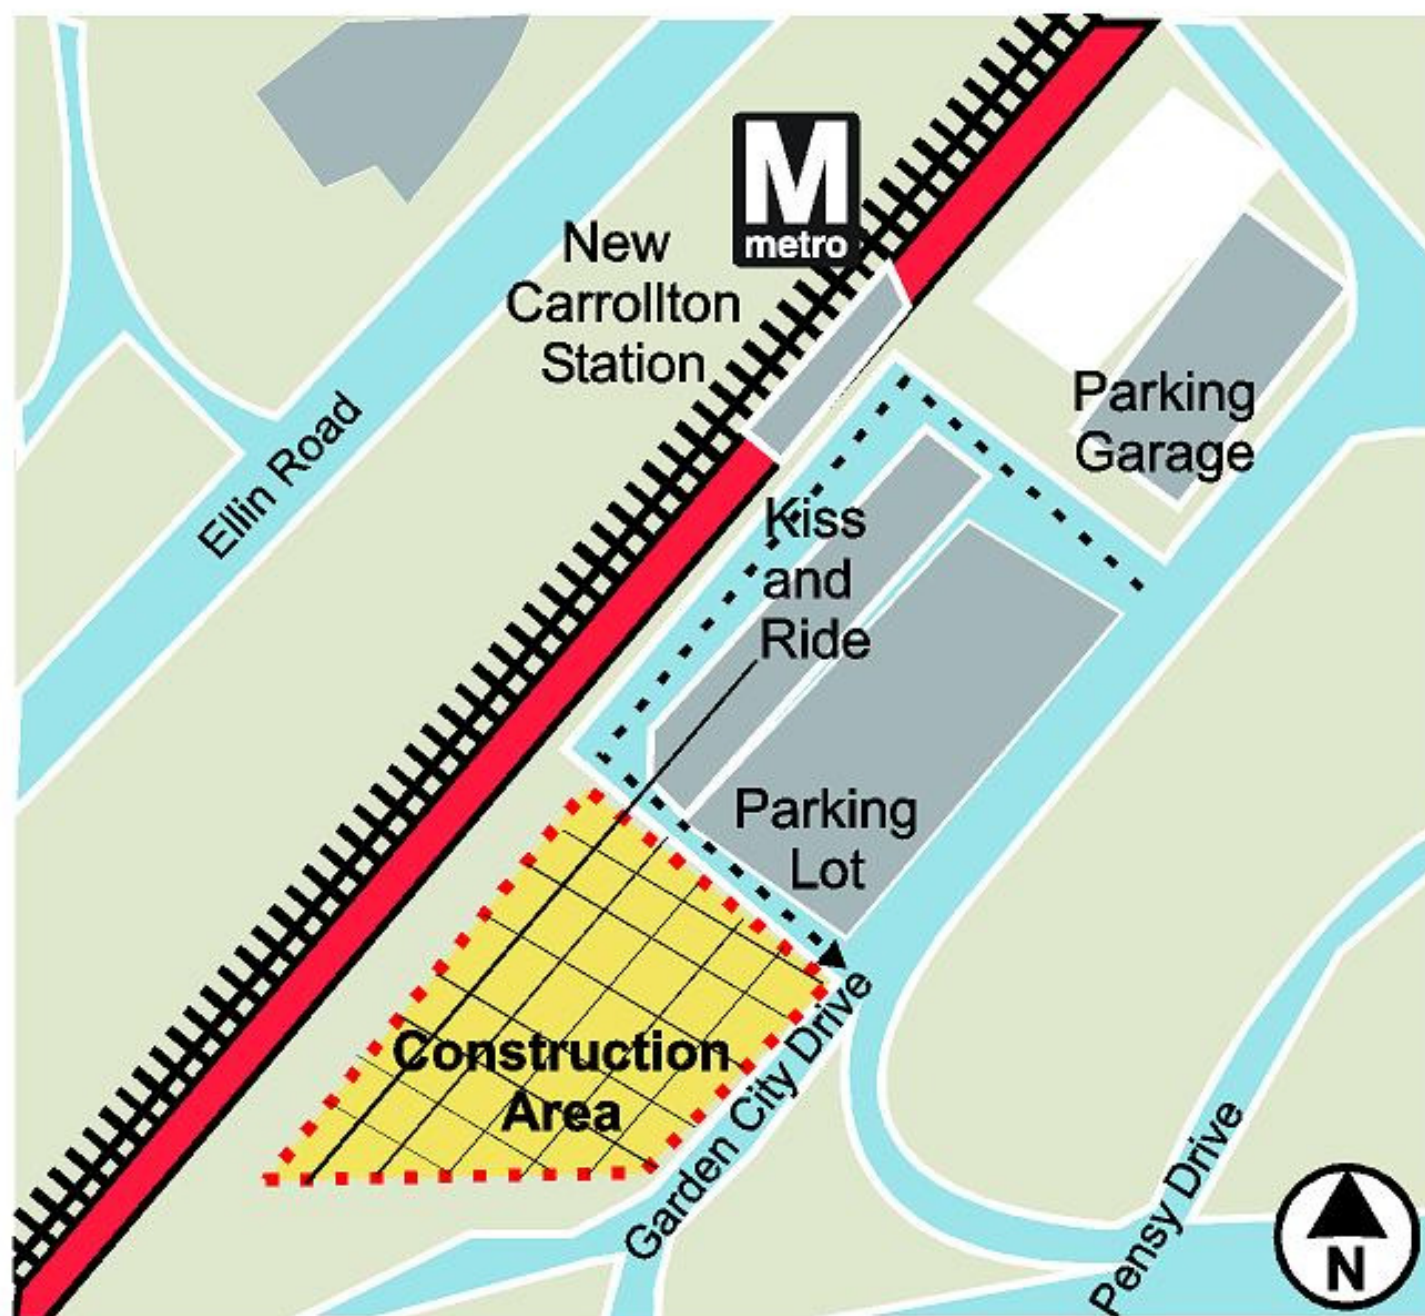 M
metro
New
Carrollton
Station
Parking
Garage
Ellin Road
Kiss
and
Ride
Parking
Lot
Construction
Area
Garden City Drive
Pensy Drive
N